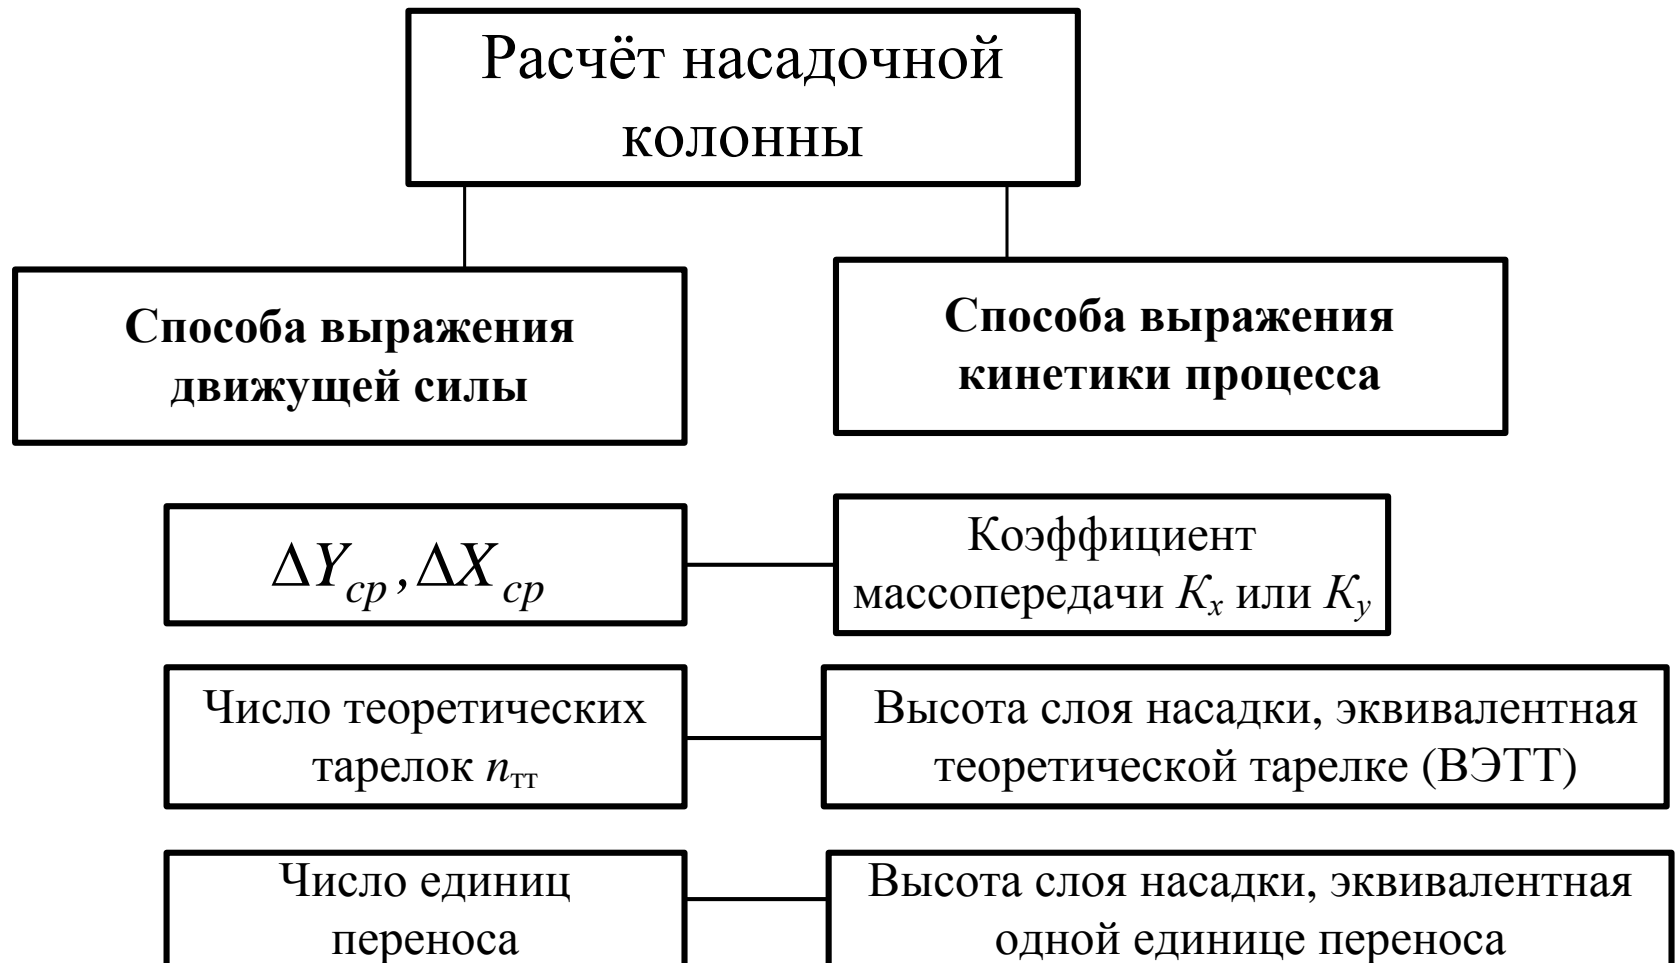 Расчёт насадочной
колонны
Способа выражения
движущей силы
Способа выражения
кинетики процесса
ΔY_ср, ΔX_ср
Коэффициент
массопередачи K_x или K_y
Число теоретических
тарелок n_тт
Высота слоя насадки, эквивалентная
теоретической тарелке (ВЭТТ)
Число единиц
переноса
Высота слоя насадки, эквивалентная
одной единице переноса